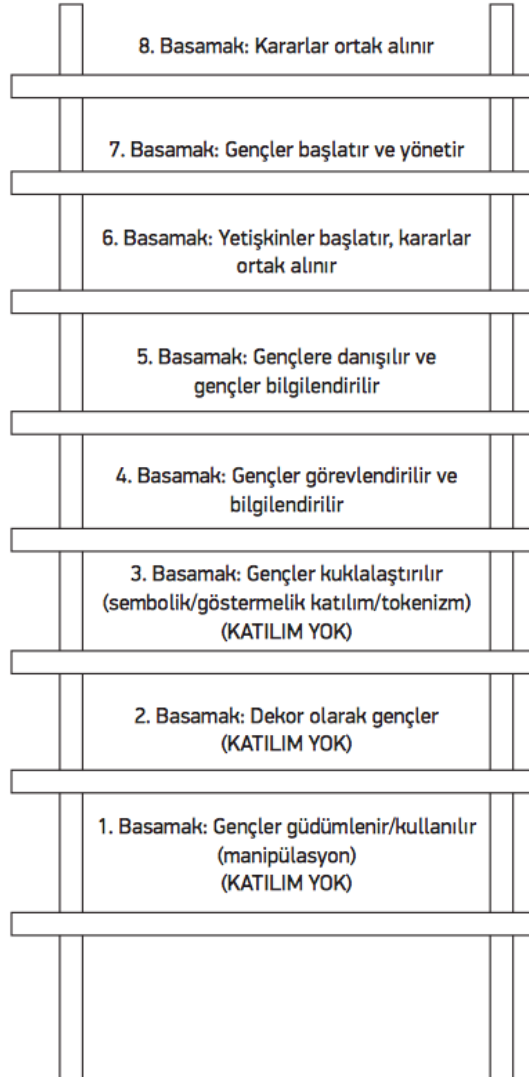 8. Basamak: Kararlar ortak alınır
7. Basamak: Gençler başlatır ve yönetir
6. Basamak: Yetişkinler başlatır, kararlar
ortak alınır
5. Basamak: Gençlere danışılır ve
gençler bilgilendirilir
4. Basamak: Gençler görevlendirilir ve
bilgilendirilir
3. Basamak: Gençler kuklalaştırılır
(sembolik/göstermelik katılım/tokenizm)
(KATILIM YOK)
2. Basamak: Dekor olarak gençler
(KATILIM YOK)
1. Basamak: Gençler güdümlenir/kullanılır
(manipülasyon)
(KATILIM YOK)